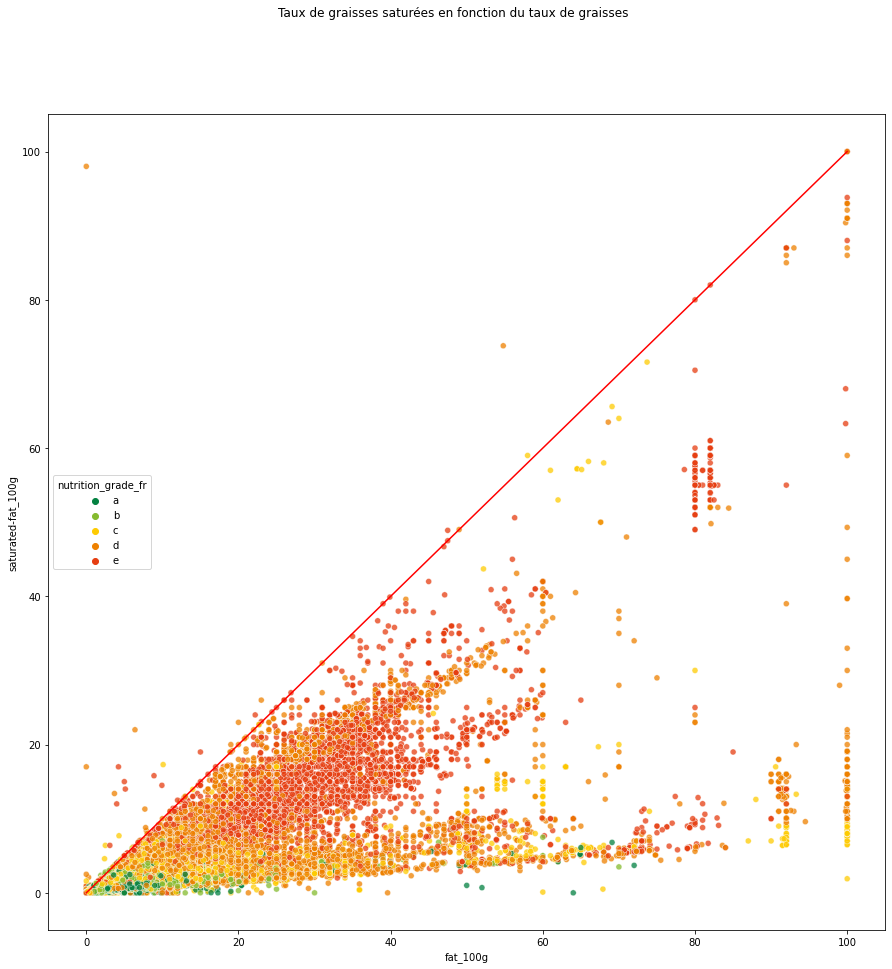 Taux de graisses saturées en fonction du taux de graisses
100
80
60
40
20
0
saturated-fat_100g
nutrition_grade_fr
a
b
c
d
e
0 20 40 60 80 100
fat_100g